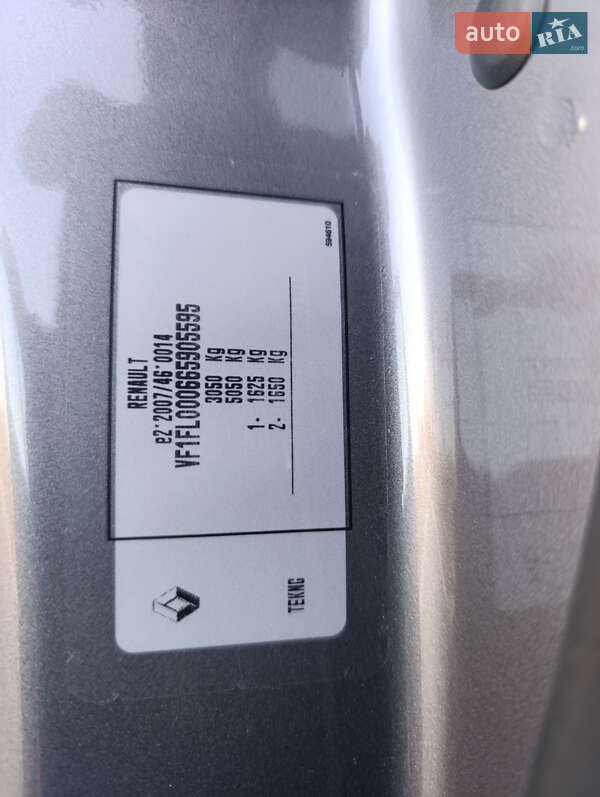 auto RIA.com
RENAULT
e2*2007/46*0014
VF1FL000665905595
3050 Kg
5050 Kg
1- 1625 Kg
2- 1650 Kg
594610
TEKNG